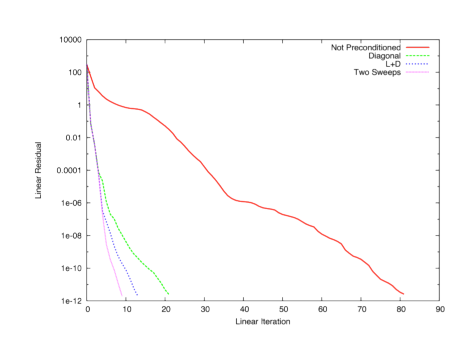 10000
100
1
0.01
0.0001
1e-06
1e-08
1e-10
1e-12
Linear Residual
0 10 20 30 40 50 60 70 80 90
Linear Iteration
Not Preconditioned
Diagonal
L+D
Two Sweeps